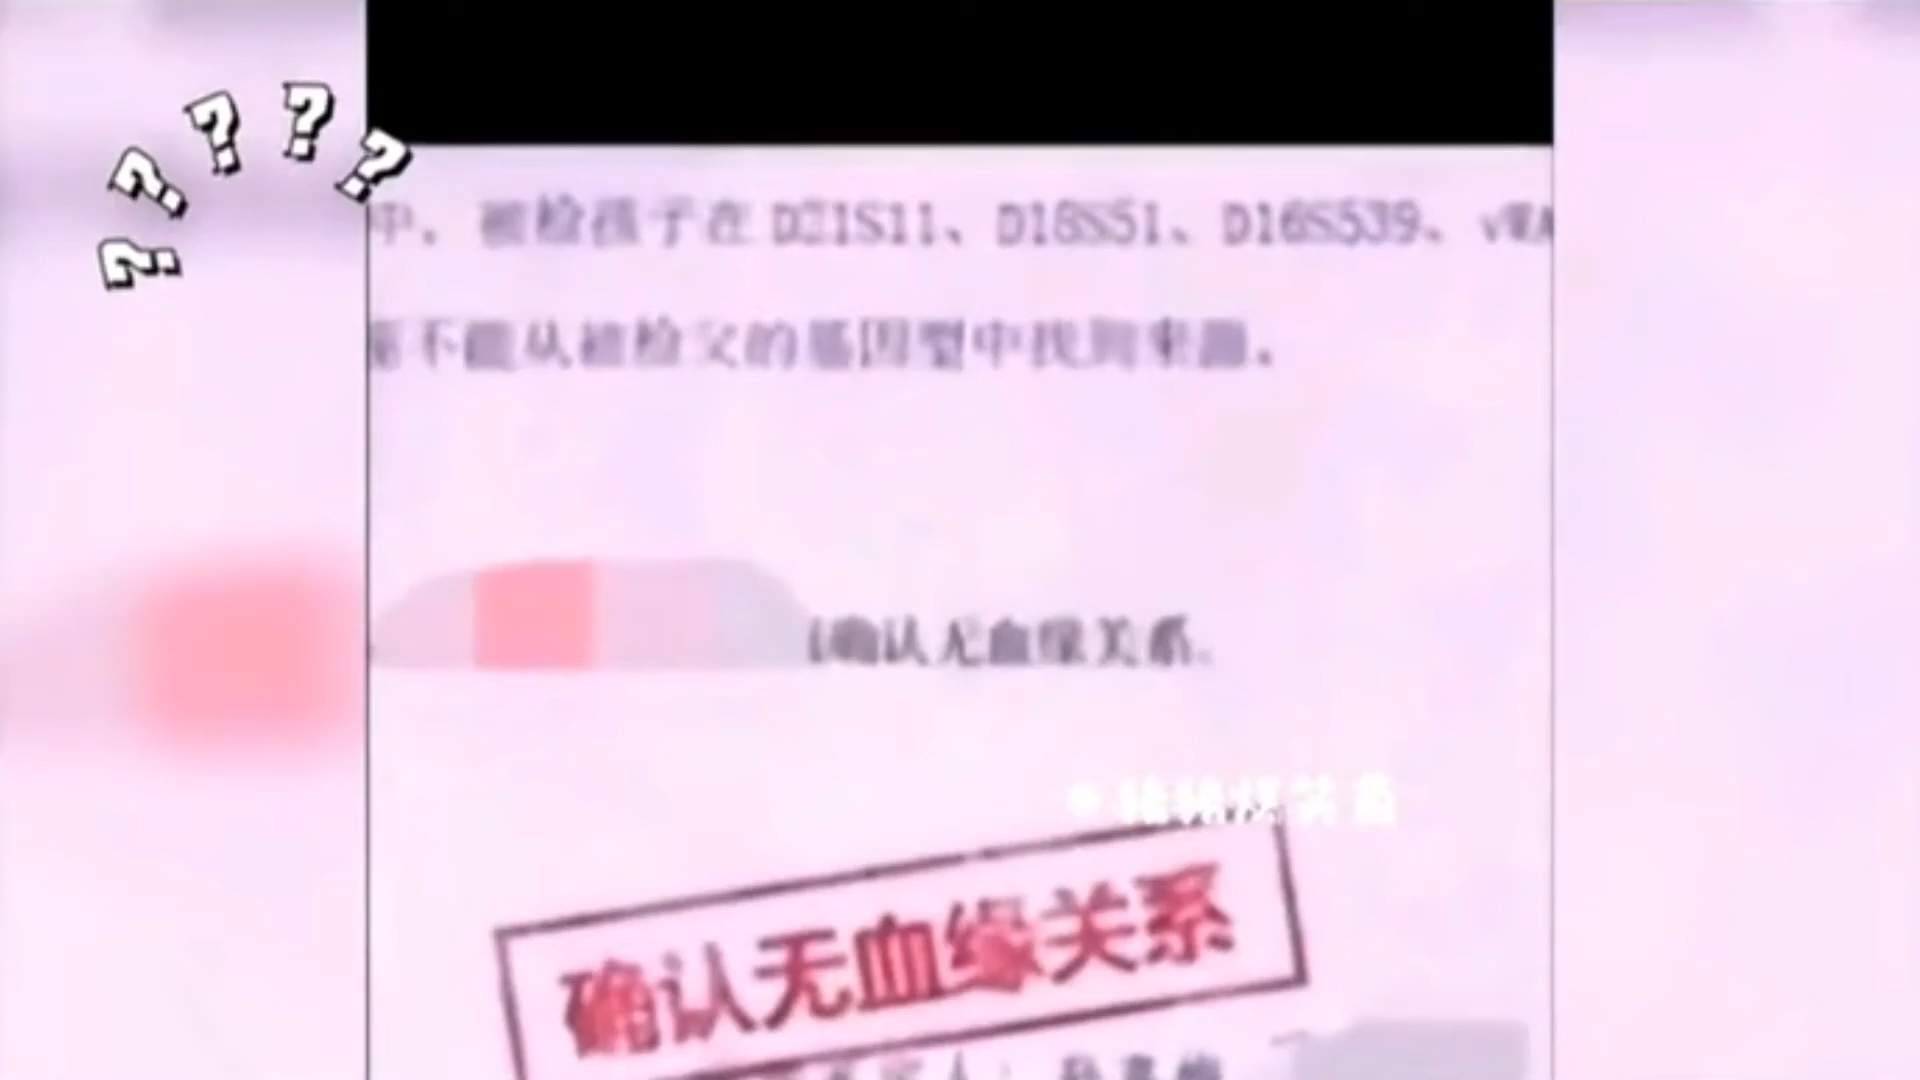 ? ? ? ? ?
中，被检孩子在 D21S11、D18S51、D16S539、vWA
不能从被检父的基因型中找到来源。
确认无血缘关系。
确认无血缘关系